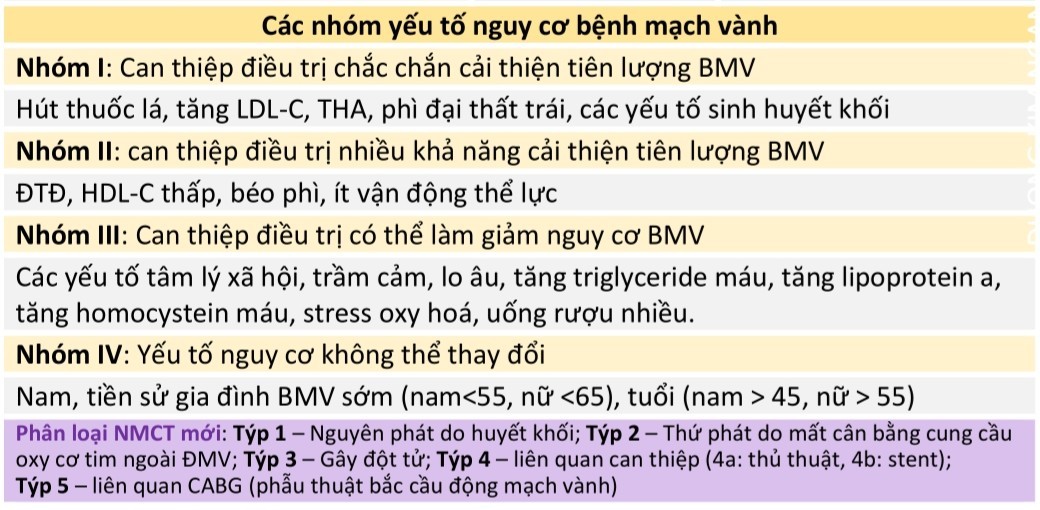 Các nhóm yếu tố nguy cơ bệnh mạch vành
Nhóm I: Can thiệp điều trị chắc chắn cải thiện tiên lượng BMV
Hút thuốc lá, tăng LDL-C, THA, phì đại thất trái, các yếu tố sinh huyết khối
Nhóm II: can thiệp điều trị nhiều khả năng cải thiện tiên lượng BMV
ĐTĐ, HDL-C thấp, béo phì, ít vận động thể lực
Nhóm III: Can thiệp điều trị có thể làm giảm nguy cơ BMV
Các yếu tố tâm lý xã hội, trầm cảm, lo âu, tăng triglyceride máu, tăng lipoprotein a,
tăng homocystein máu, stress oxy hoá, uống rượu nhiều.
Nhóm IV: Yếu tố nguy cơ không thể thay đổi
Nam, tiền sử gia đình BMV sớm (nam<55, nữ <65), tuổi (nam > 45, nữ > 55)
Phân loại NMCT mới: Týp 1 – Nguyên phát do huyết khối; Týp 2 – Thứ phát do mất cân bằng cung cầu
oxy cơ tim ngoài ĐMV; Týp 3 – Gây đột tử; Týp 4 – liên quan can thiệp (4a: thủ thuật, 4b: stent);
Týp 5 – liên quan CABG (phẫu thuật bắc cầu động mạch vành)